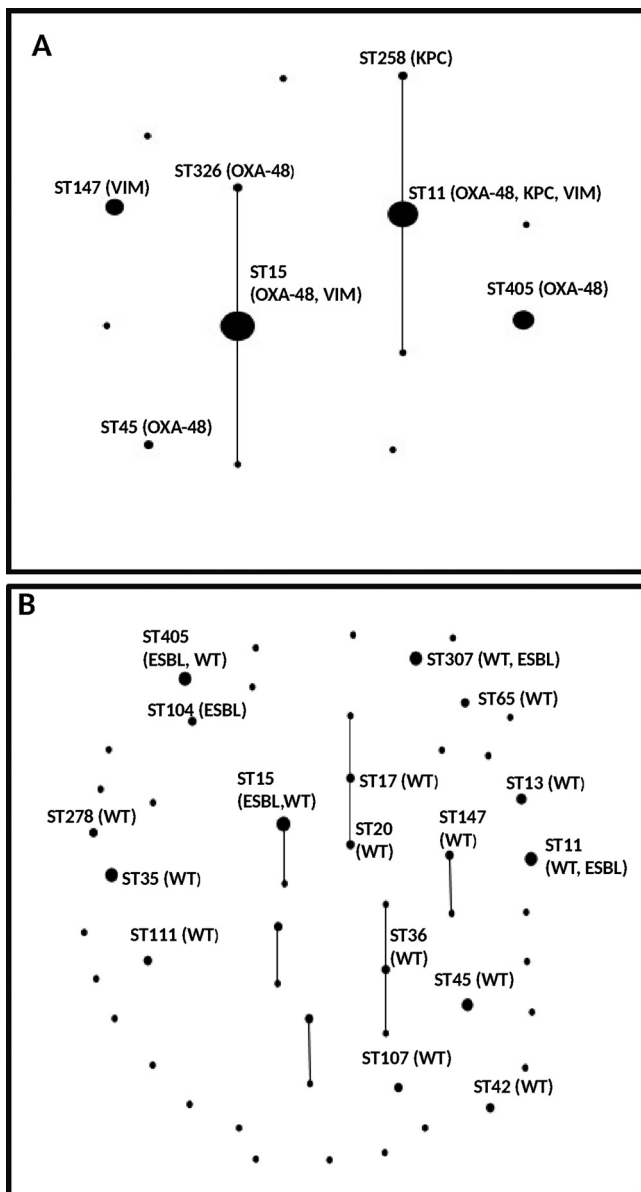 A
ST258 (KPC)
ST326 (OXA-48)
ST147 (VIM)
ST11 (OXA-48, KPC, VIM)
ST15
(OXA-48, VIM)
ST405 (OXA-48)
ST45 (OXA-48)
B
ST405
(ESBL, WT)
ST307 (WT, ESBL)
ST104 (ESBL)
ST65 (WT)
ST15
(ESBL,WT)
ST17 (WT)
ST13 (WT)
ST278 (WT)
ST20
(WT)
ST147
(WT)
ST11
(WT, ESBL)
ST35 (WT)
ST111 (WT)
ST36
(WT)
ST45 (WT)
ST107 (WT)
ST42 (WT)